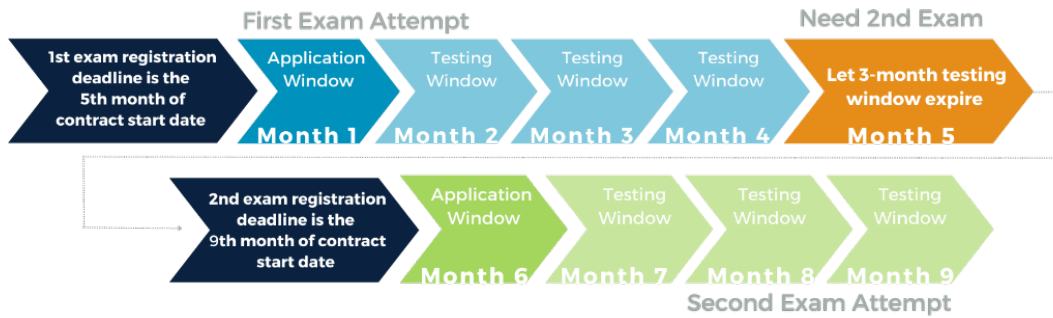 First Exam Attempt
Need 2nd Exam
1st exam registration
deadline is the
5th month of
contract start date
Application
Window
Month 1
Testing
Window
Month 2
Testing
Window
Month 3
Testing
Window
Month 4
Let 3-month testing
window expire
Month 5
2nd exam registration
deadline is the
9th month of contract
start date
Application
Window
Month 6
Testing
Window
Month 7
Testing
Window
Month 8
Testing
Window
Month 9
Second Exam Attempt